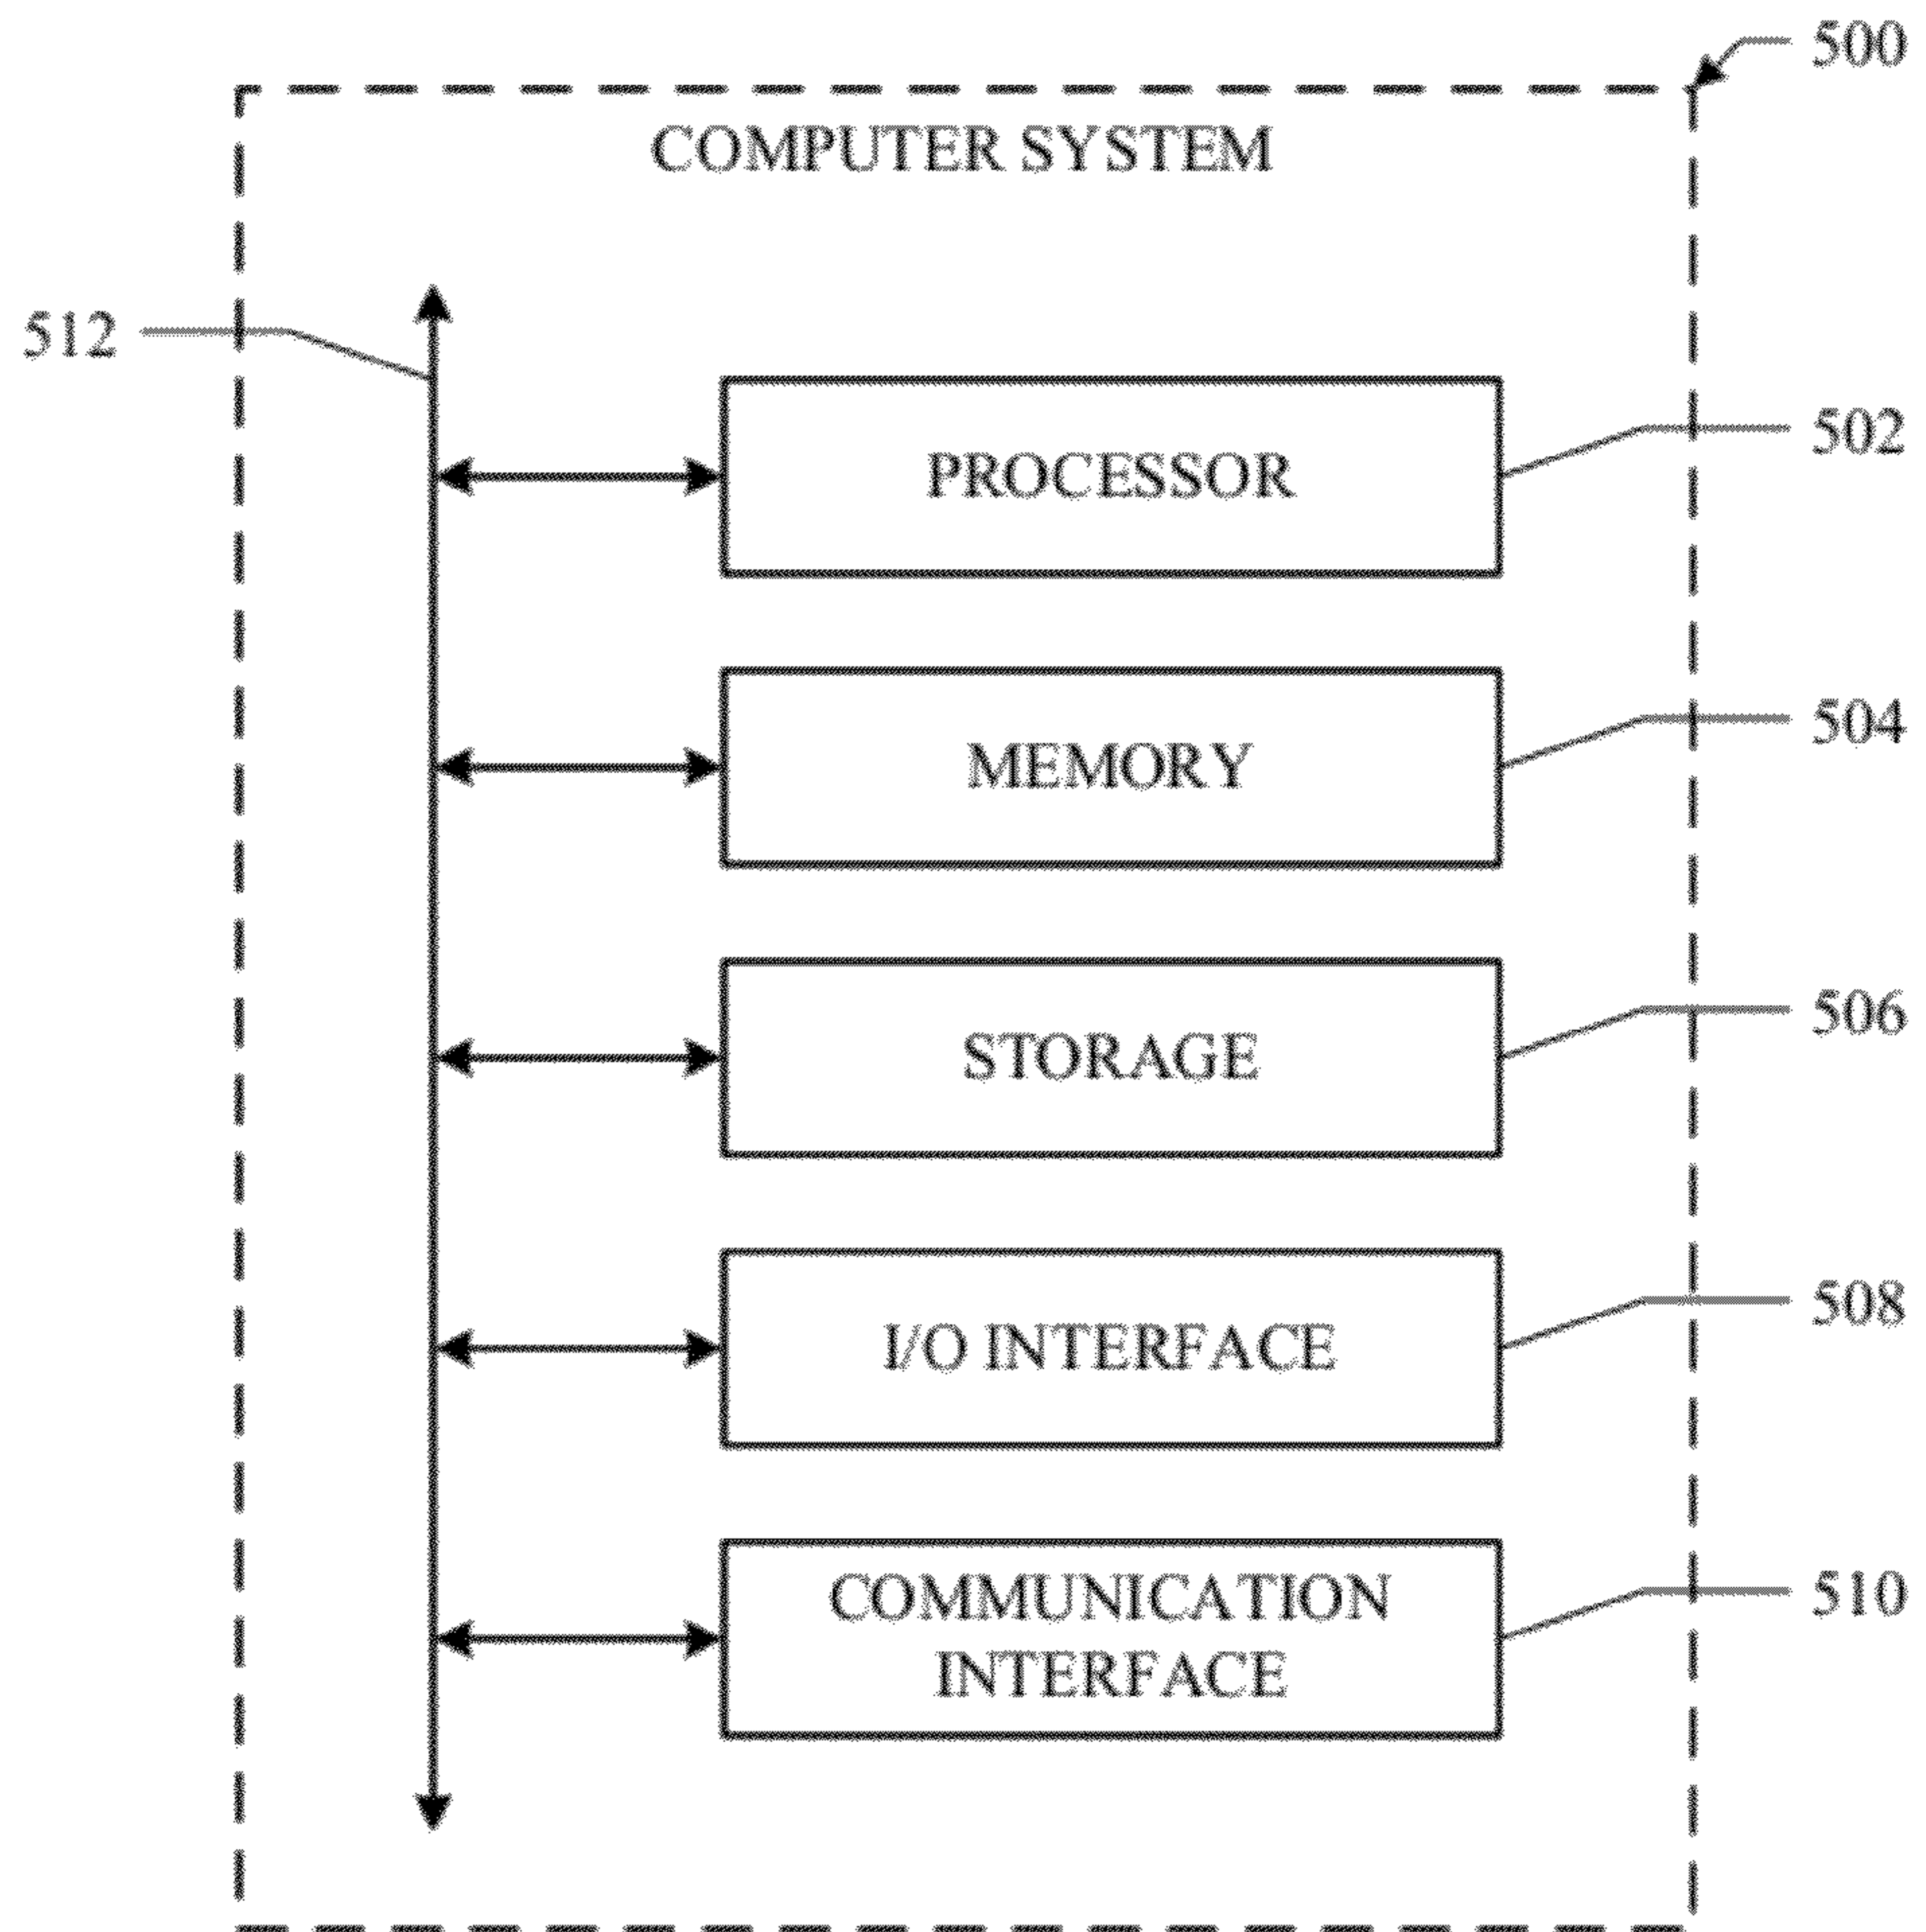 500
COMPUTER SYSTEM
512
PROCESSOR
502
MEMORY
504
STORAGE
506
I/O INTERFACE
508
COMMUNICATION
INTERFACE
510